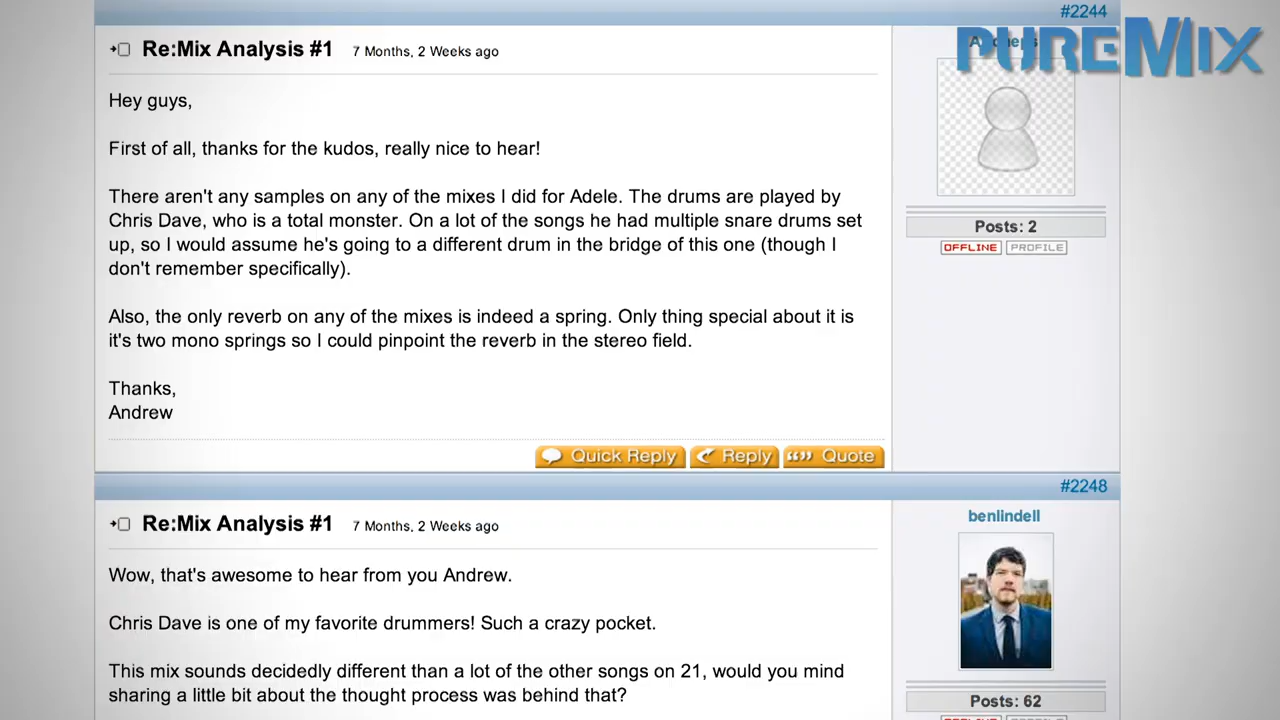 #2244
PUREMIX
Re:Mix Analysis #1 7 Months, 2 Weeks ago
Hey guys,
First of all, thanks for the kudos, really nice to hear!
There aren't any samples on any of the mixes I did for Adele. The drums are played by
Chris Dave, who is a total monster. On a lot of the songs he had multiple snare drums set
up, so I would assume he's going to a different drum in the bridge of this one (though I
don't remember specifically).
Also, the only reverb on any of the mixes is indeed a spring. Only thing special about it is
it's two mono springs so I could pinpoint the reverb in the stereo field.
Thanks,
Andrew
Posts: 2
OFFLINE PROFILE
Quick Reply Reply Quote
#2248
Re:Mix Analysis #1 7 Months, 2 Weeks ago
benlindell
Wow, that's awesome to hear from you Andrew.
Chris Dave is one of my favorite drummers! Such a crazy pocket.
This mix sounds decidedly different than a lot of the other songs on 21, would you mind
sharing a little bit about the thought process was behind that?
Posts: 62